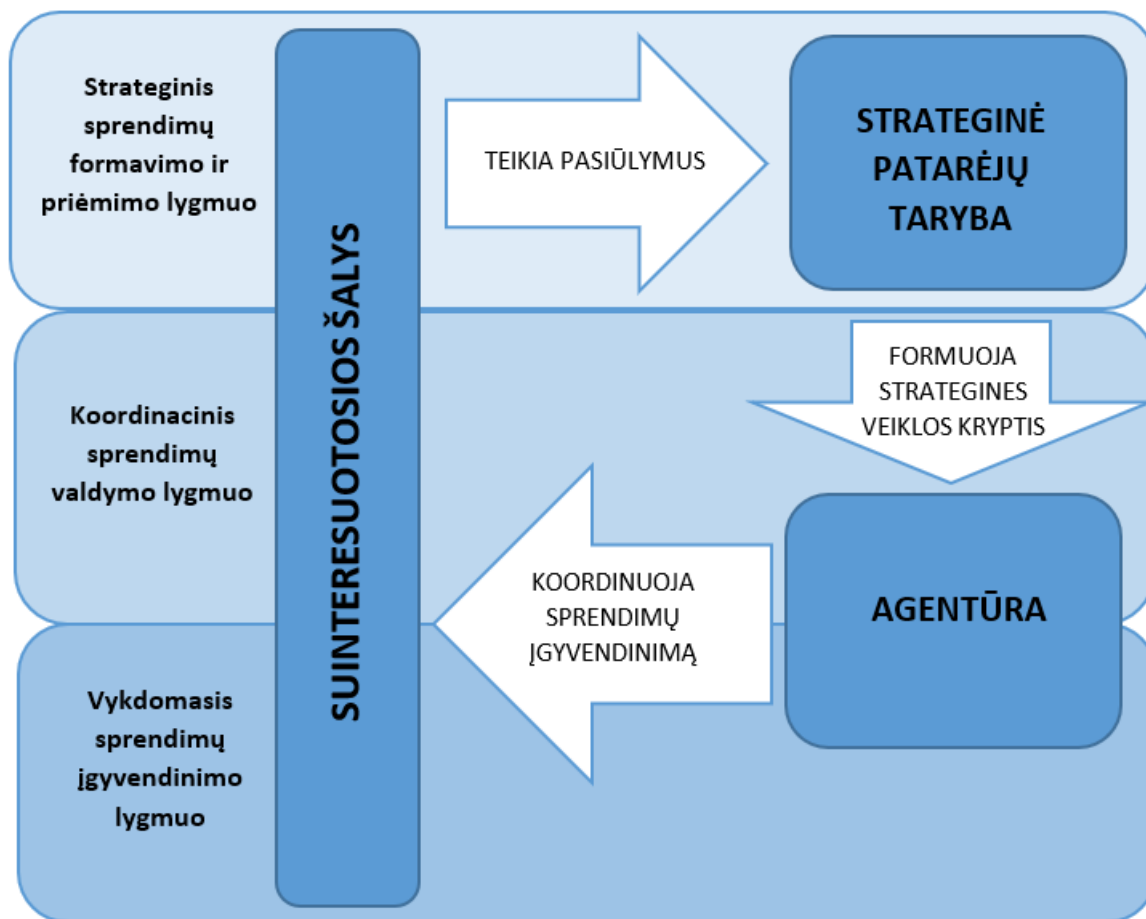 Strateginis
sprendimų
formavimo ir
priėmimo lygmuo
SUINTERESUOTOSIOS ŠALYS
TEIKIA PASIŪLYMUS
STRATEGINĖ
PATARĖJŲ
TARYBA
Koordinacinis
sprendimų
valdymo lygmuo
FORMUOJA
STRATEGINES
VEIKLOS KRYPTIS
KOORDINUOJA
SPRENDIMŲ
ĮGYVENDINIMĄ
AGENTŪRA
Vykdomasis
sprendimų
įgyvendinimo
lygmuo